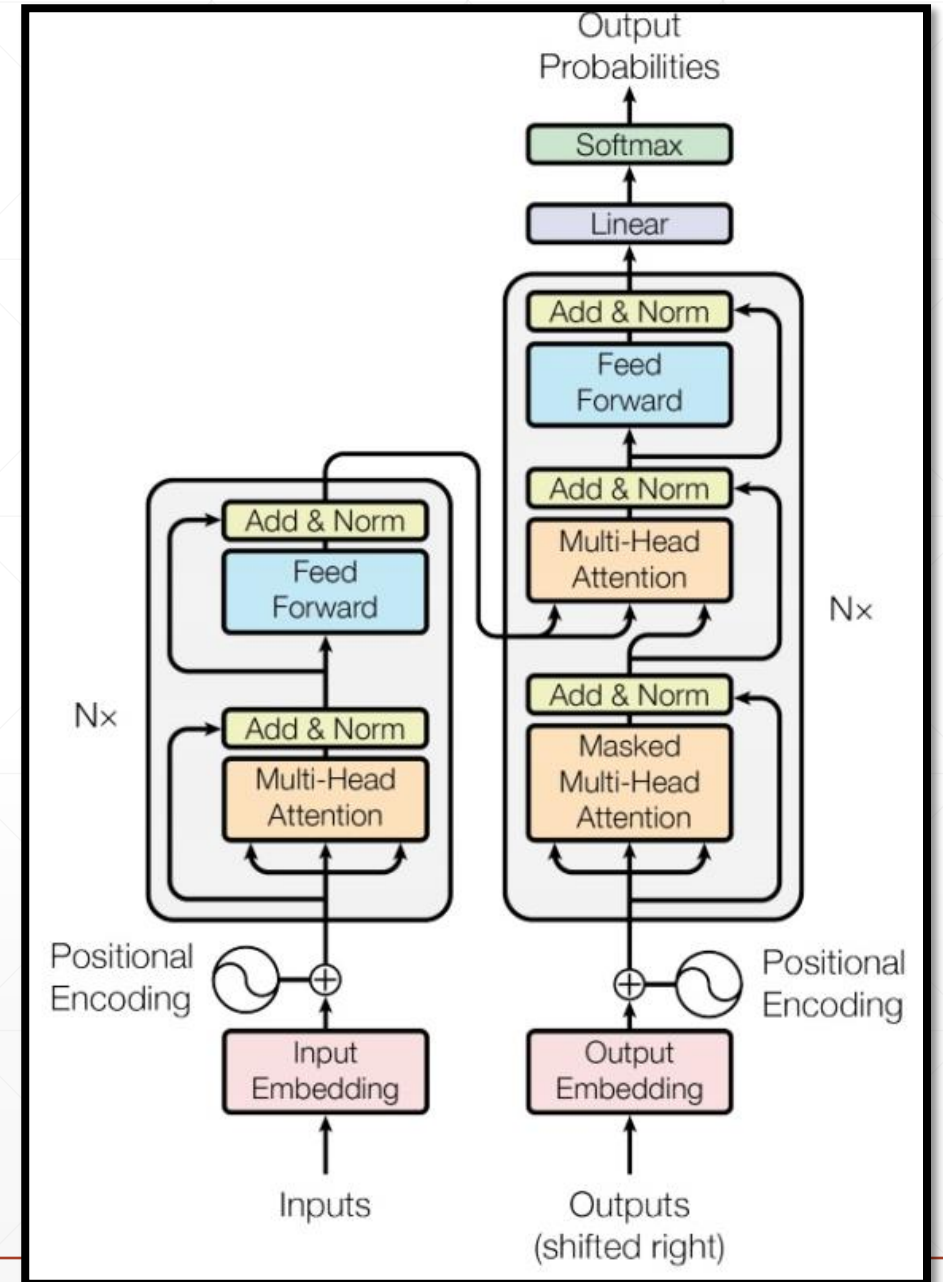 Output
Probabilities
Softmax
Linear
Add & Norm
Feed
Forward
Add & Norm
Multi-Head
Attention
Nx
Add & Norm
Masked
Multi-Head
Attention
Add & Norm
Feed
Forward
Nx
Add & Norm
Multi-Head
Attention
Positional
Encoding
Positional
Encoding
Input
Embedding
Output
Embedding
Inputs
Outputs
(shifted right)